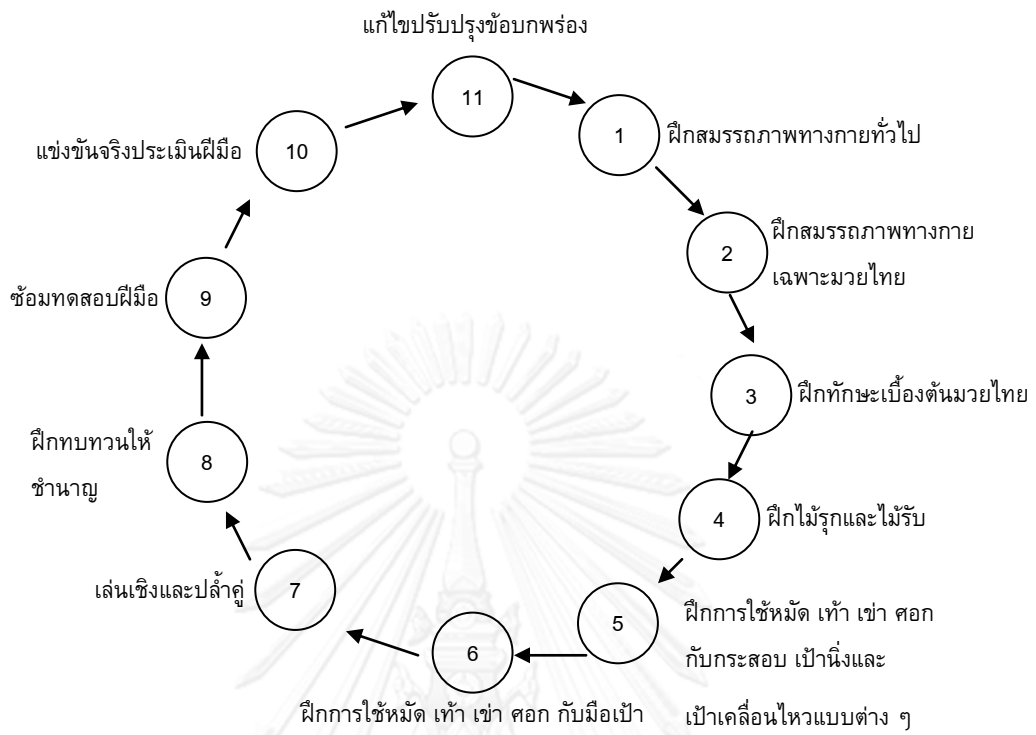 แก้ไขปรับปรุงข้อบกพร่อง
11
1
ฝึกสมรรถภาพทางกายทั่วไป
2
ฝึกสมรรถภาพทางกาย
เฉพาะมวยไทย
3
ฝึกทักษะเบื้องต้นมวยไทย
4
ฝึกไม้รุกและไม้รับ
5
ฝึกการใช้หมัด เท้า เข่า ศอก
กับกระสอบ เป้านิ่งและ
เป้าเคลื่อนไหวแบบต่าง ๆ
6
ฝึกการใช้หมัด เท้า เข่า ศอก กับมือเป้า
7
เล่นเชิงและปล้ำคู่
8
ฝึกทบทวนให้
ชำนาญ
9
ซ้อมทดสอบฝีมือ
10
แข่งขันจริงประเมินฝีมือ